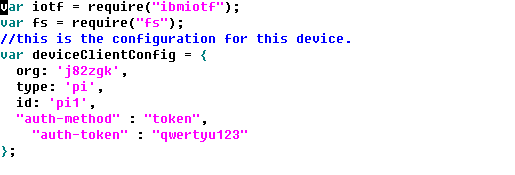 var iotf = require("ibmiotf");
var fs = require("fs");
//this is the configuration for this device.
var deviceClientConfig = {
  org: 'j82zgk',
  type: 'pi',
  id: 'pi1',
  "auth-method" : "token",
    "auth-token" : "qwertyu123"
};